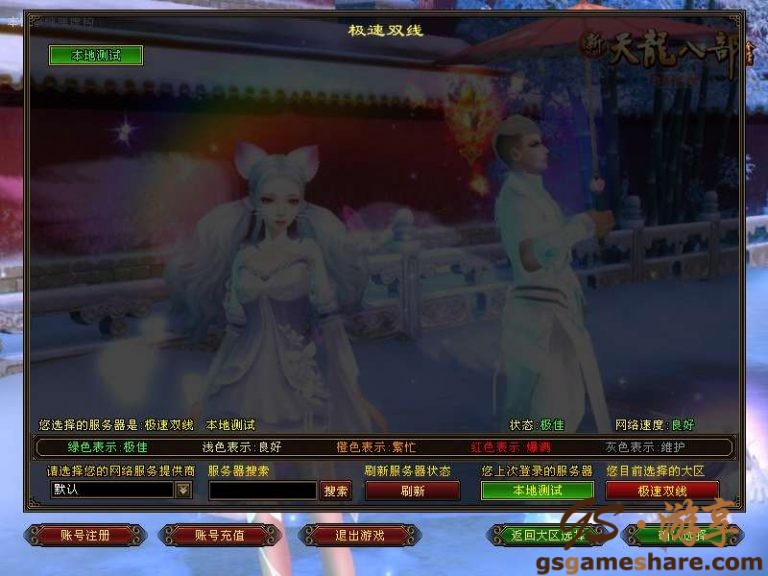 极速双线
本地测试
新天龍八部
您选择的服务器是:极速双线 本地测试 状态:极佳 网络速度:良好
绿色表示:极佳 浅色表示:良好 橙色表示:繁忙 红色表示:爆满 灰色表示:维护
请选择您的网络服务提供商 服务器搜索 刷新服务器状态 您上次登录的服务器 您目前选择的大区
默认 搜索 刷新 本地测试 极速双线
账号注册 账号充值 退出游戏 返回大区选择
GS·游享
gsgameshare.com